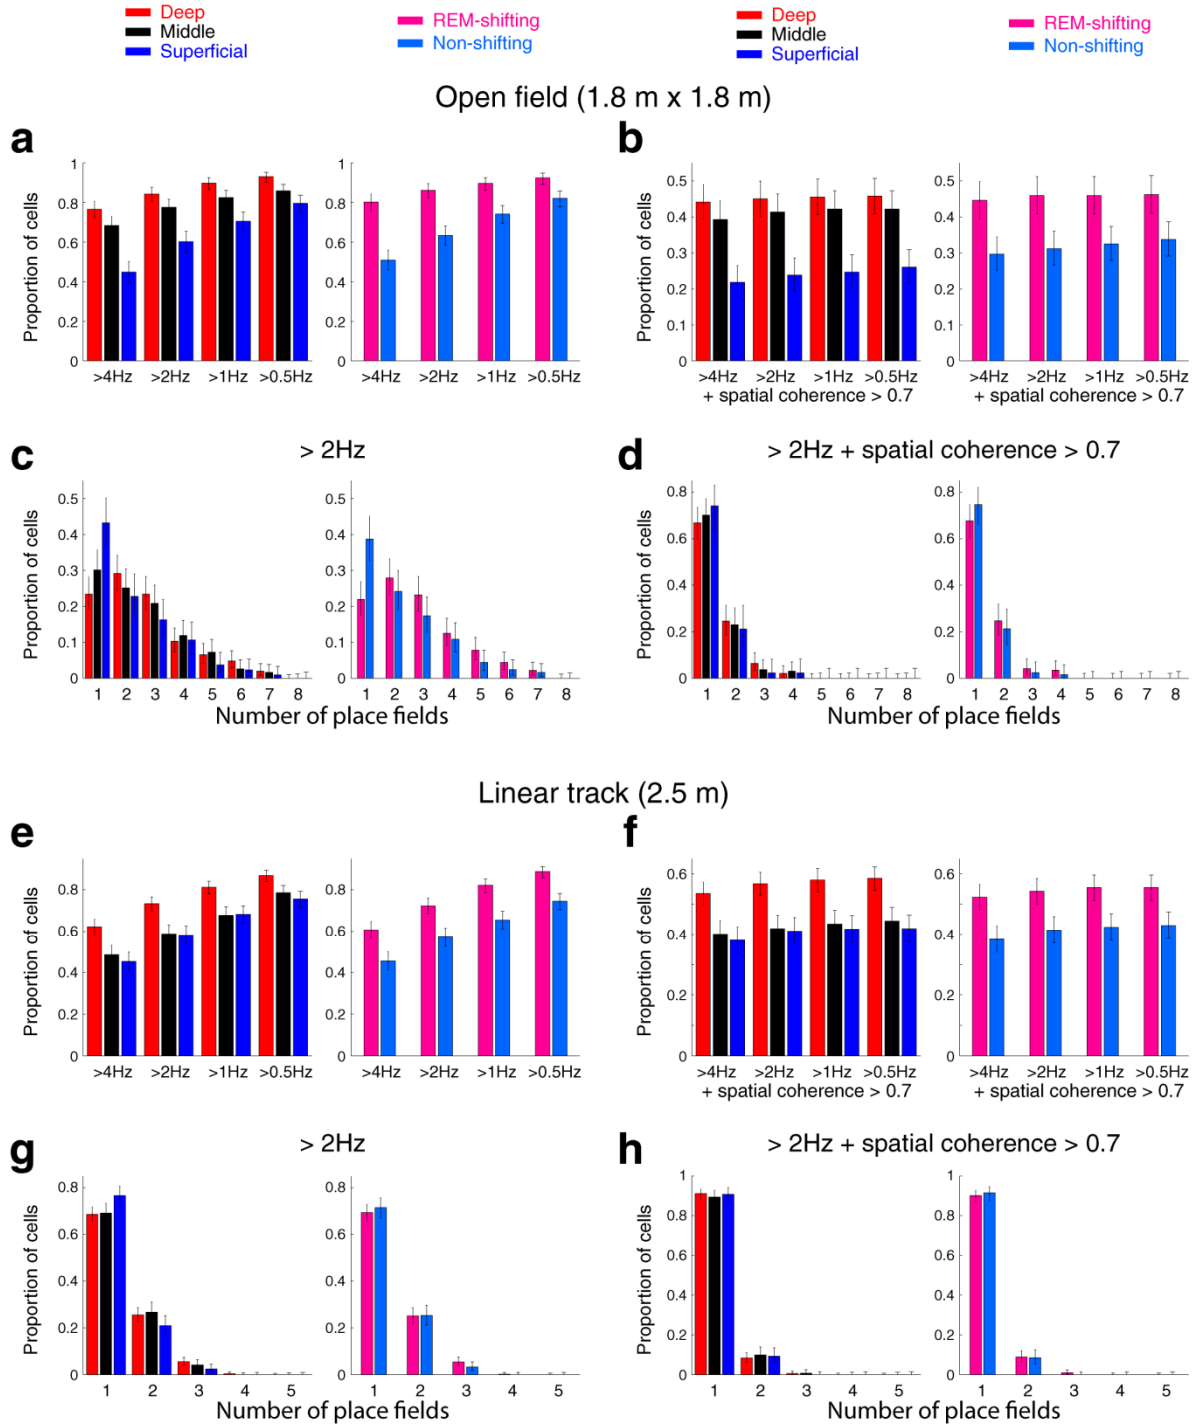 Deep
Middle
Superficial
REM-shifting
Non-shifting
Deep
Middle
Superficial
REM-shifting
Non-shifting
Open field (1.8 m x 1.8 m)
a
Proportion of cells
1
0.8
0.6
0.4
0.2
0
>4Hz >2Hz >1Hz >0.5Hz
1
0.8
0.6
0.4
0.2
0
>4Hz >2Hz >1Hz >0.5Hz
b
Proportion of cells
0.5
0.4
0.3
0.2
0.1
0
>4Hz >2Hz >1Hz >0.5Hz
+ spatial coherence > 0.7
0.5
0.4
0.3
0.2
0.1
0
>4Hz >2Hz >1Hz >0.5Hz
+ spatial coherence > 0.7
c
> 2Hz
Proportion of cells
0.5
0.4
0.3
0.2
0.1
0
1 2 3 4 5 6 7 8
0.5
0.4
0.3
0.2
0.1
0
1 2 3 4 5 6 7 8
Number of place fields
d
> 2Hz + spatial coherence > 0.7
Proportion of cells
0.8
0.6
0.4
0.2
0
1 2 3 4 5 6 7 8
0.8
0.6
0.4
0.2
0
1 2 3 4 5 6 7 8
Number of place fields
Linear track (2.5 m)
e
Proportion of cells
0.8
0.6
0.4
0.2
0
>4Hz >2Hz >1Hz >0.5Hz
0.8
0.6
0.4
0.2
0
>4Hz >2Hz >1Hz >0.5Hz
f
Proportion of cells
0.6
0.4
0.2
0
>4Hz >2Hz >1Hz >0.5Hz
+ spatial coherence > 0.7
0.6
0.4
0.2
0
>4Hz >2Hz >1Hz >0.5Hz
+ spatial coherence > 0.7
g
> 2Hz
Proportion of cells
0.8
0.6
0.4
0.2
0
1 2 3 4 5
0.8
0.6
0.4
0.2
0
1 2 3 4 5
Number of place fields
h
> 2Hz + spatial coherence > 0.7
Proportion of cells
1
0.8
0.6
0.4
0.2
0
1 2 3 4 5
1
0.8
0.6
0.4
0.2
0
1 2 3 4 5
Number of place fields